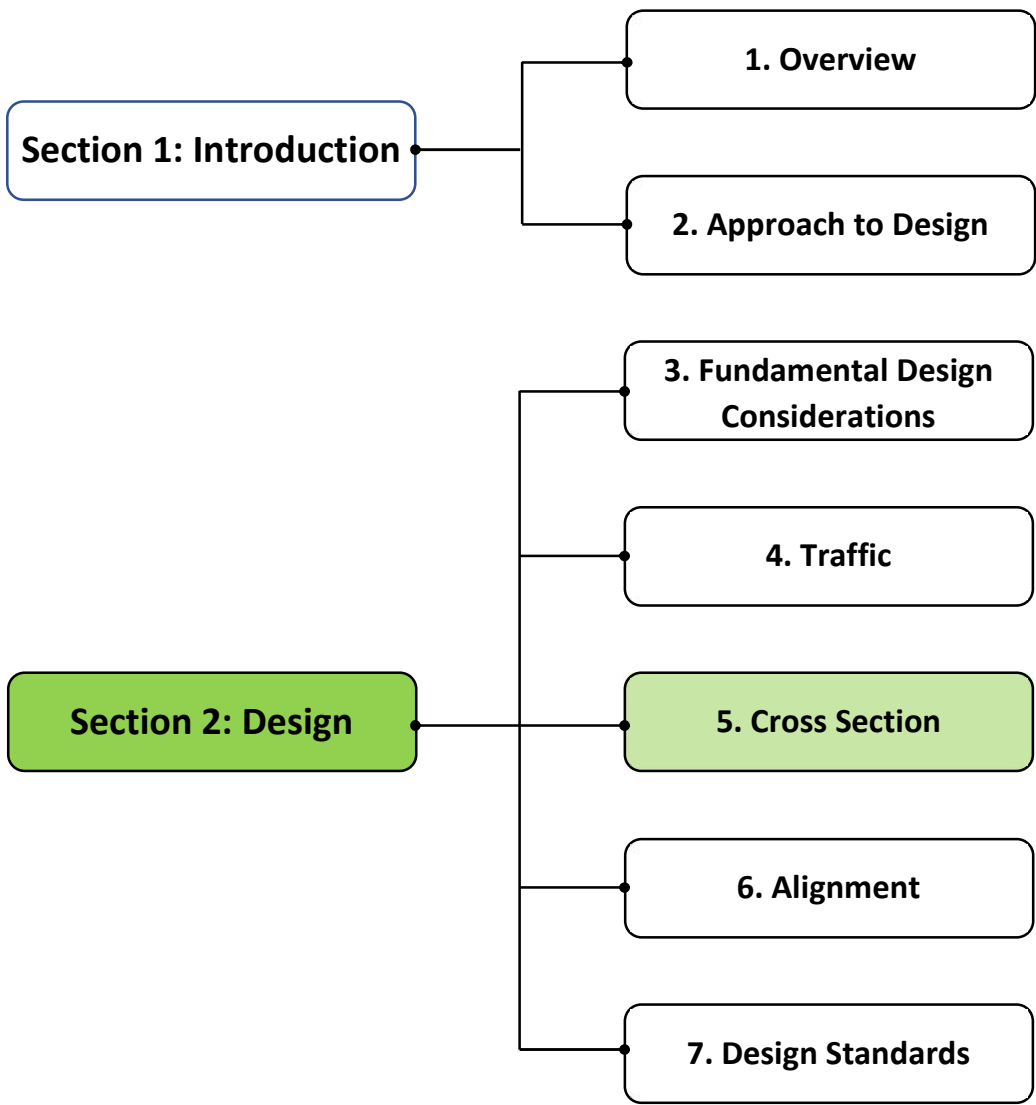 Section 1: Introduction
1. Overview
2. Approach to Design
Section 2: Design
3. Fundamental Design
Considerations
4. Traffic
5. Cross Section
6. Alignment
7. Design Standards